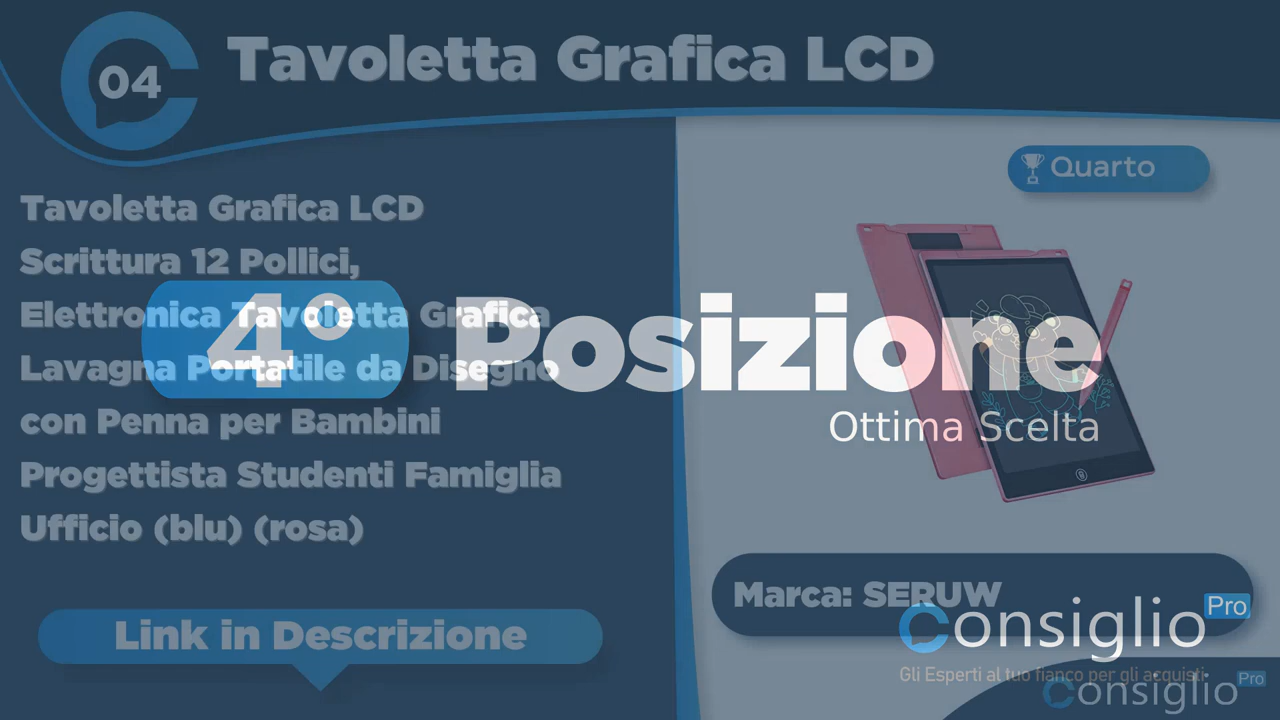 04
Tavoletta Grafica LCD
Quarto
Tavoletta Grafica LCD
Scrittura 12 Pollici,
Elettronica Tavoletta Grafica
Lavagna Portatile da Disegno
con Penna per Bambini
Progettista Studenti Famiglia
Ufficio (blu) (rosa)
4° Posizione
Ottima Scelta
Marca: SERUW
Link in Descrizione
Consiglio Pro
Gli Esperti al tuo fianco per gli acquisti
Consiglio Pro